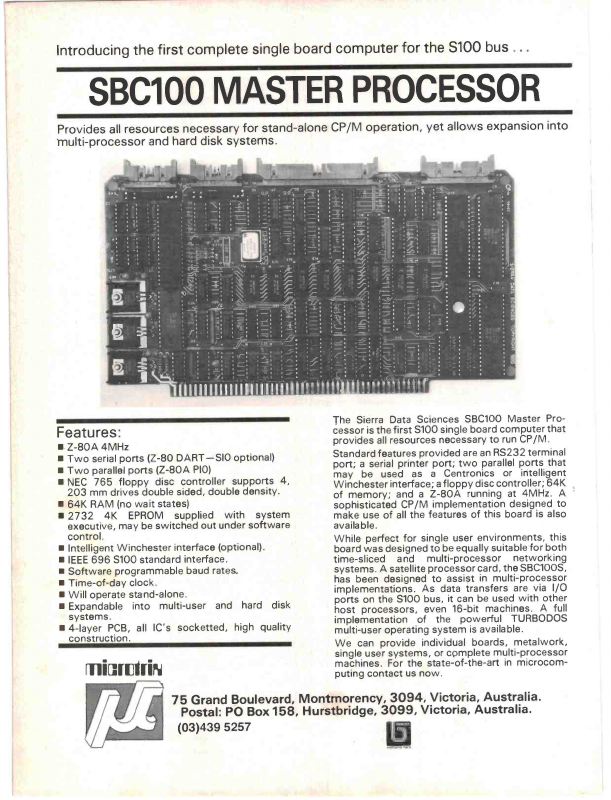 Introducing the first complete single board computer for the S100 bus ...
SBC100 MASTER PROCESSOR
Provides all resources necessary for stand-alone CP/M operation, yet allows expansion into
multi-processor and hard disk systems.
Features:
■ Z-80A 4MHz
■ Two serial ports (Z-80 DART—SIO optional)
■ Two parallel ports (Z-80A PIO)
■ NEC 765 floppy disc controller supports 4,
203 mm drives double sided, double density.
■ 64K RAM (no wait states)
■ 2732 4K EPROM supplied with system
executive, may be switched out under software
control.
■ Intelligent Winchester interface (optional).
■ IEEE 696 S100 standard interface.
■ Software programmable baud rates.
■ Time-of-day clock.
■ Will operate stand-alone.
■ Expandable into multi-user and hard disk
systems.
■ 4-layer PCB, all IC's socketted, high quality
construction.
The Sierra Data Sciences SBC100 Master Pro-
cessor is the first S100 single board computer that
provides all resources necessary to run CP/M.
Standard features provided are an RS232 terminal
port; a serial printer port; two parallel ports that
may be used as a Centronics or intelligent
Winchester interface; a floppy disc controller; 64K
of memory; and a Z-80A running at 4MHz. A
sophisticated CP/M implementation designed to
make use of all the features of this board is also
available.
While perfect for single user environments, this
board was designed to be equally suitable for both
time-sliced and multi-processor networking
systems. A satellite processor card, the SBC100S,
has been designed to assist in multi-processor
implementations. As data transfers are via I/O
ports on the S100 bus, it can be used with other
host processors, even 16-bit machines. A full
implementation of the powerful TURBODOS
multi-user operating system is available.
We can provide individual boards, metalwork,
single user systems, or complete multi-processor
machines. For the state-of-the-art in microcom-
puting contact us now.
microtrix
μc
75 Grand Boulevard, Montmorency, 3094, Victoria, Australia.
Postal: PO Box 158, Hurstbridge, 3099, Victoria, Australia.
(03)439 5257